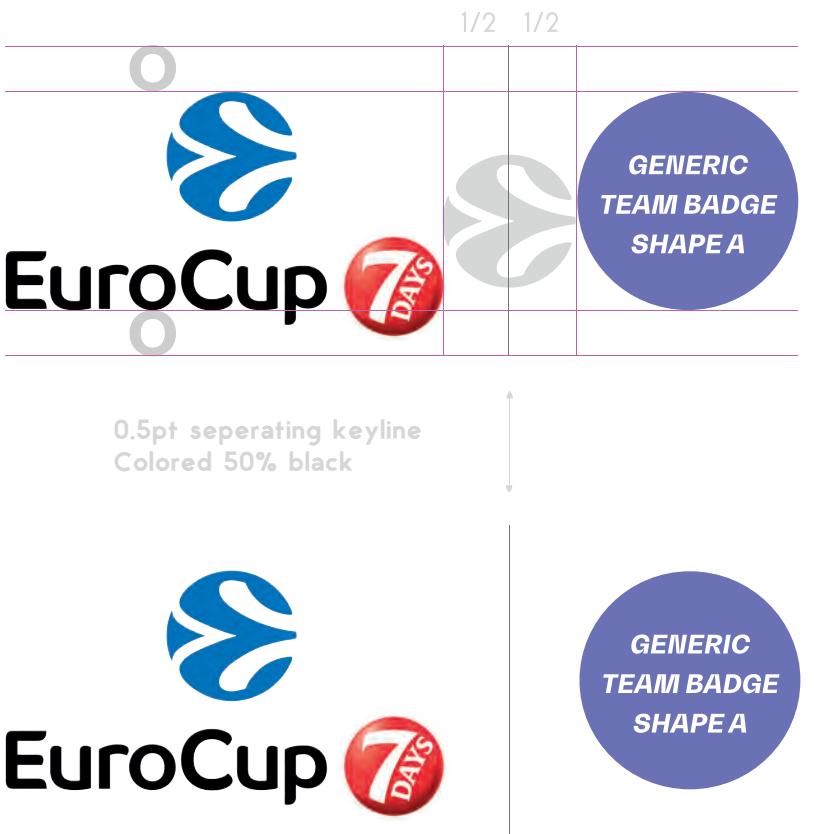 1/2 1/2
O
GENERIC
TEAM BADGE
SHAPE A
EuroCup 7
DAYS
O
0.5pt seperating keyline
Colored 50% black
GENERIC
TEAM BADGE
SHAPE A
EuroCup 7
DAYS